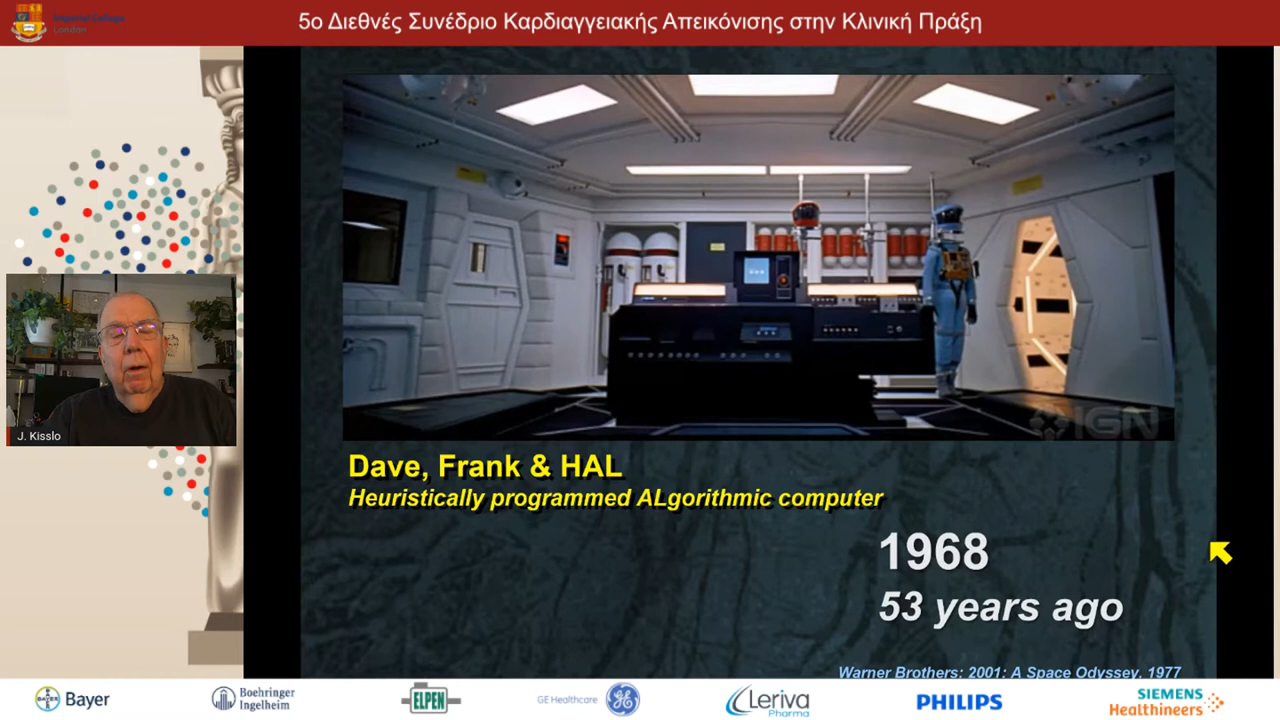 Imperial College
London
5ο Διεθνές Συνέδριο Καρδιαγγειακής Απεικόνισης στην Κλινική Πράξη
IGN
J. Kisslo
Dave, Frank & HAL
Heuristically programmed ALgorithmic computer
1968
53 years ago
Warner Brothers: 2001: A Space Odyssey, 1977
BAYER
Bayer
Boehringer
Ingelheim
ELPEN
GE Healthcare
Leriva
Pharma
PHILIPS
SIEMENS
Healthineers